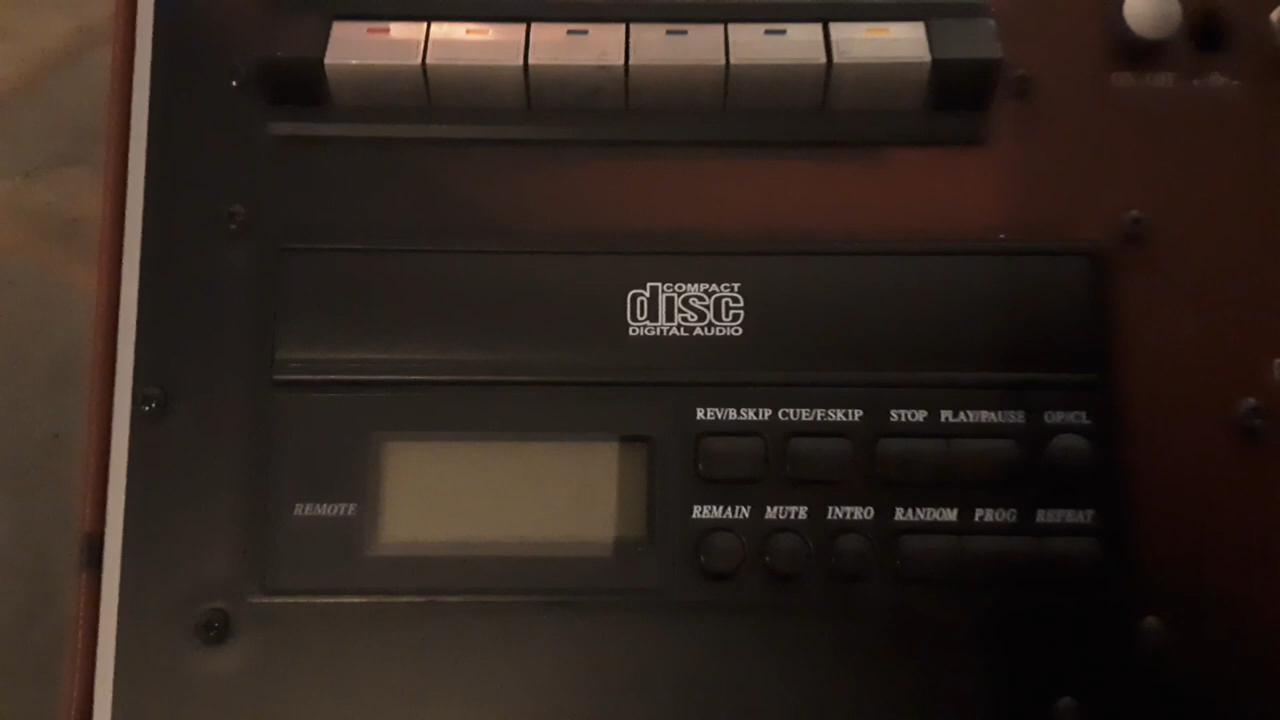 COMPACT
disc
DIGITAL AUDIO
REV/B.SKIP CUE/F.SKIP STOP PLAY/PAUSE OP/CL
REMOTE
REMAIN MUTE INTRO RANDOM PROG REPEAT